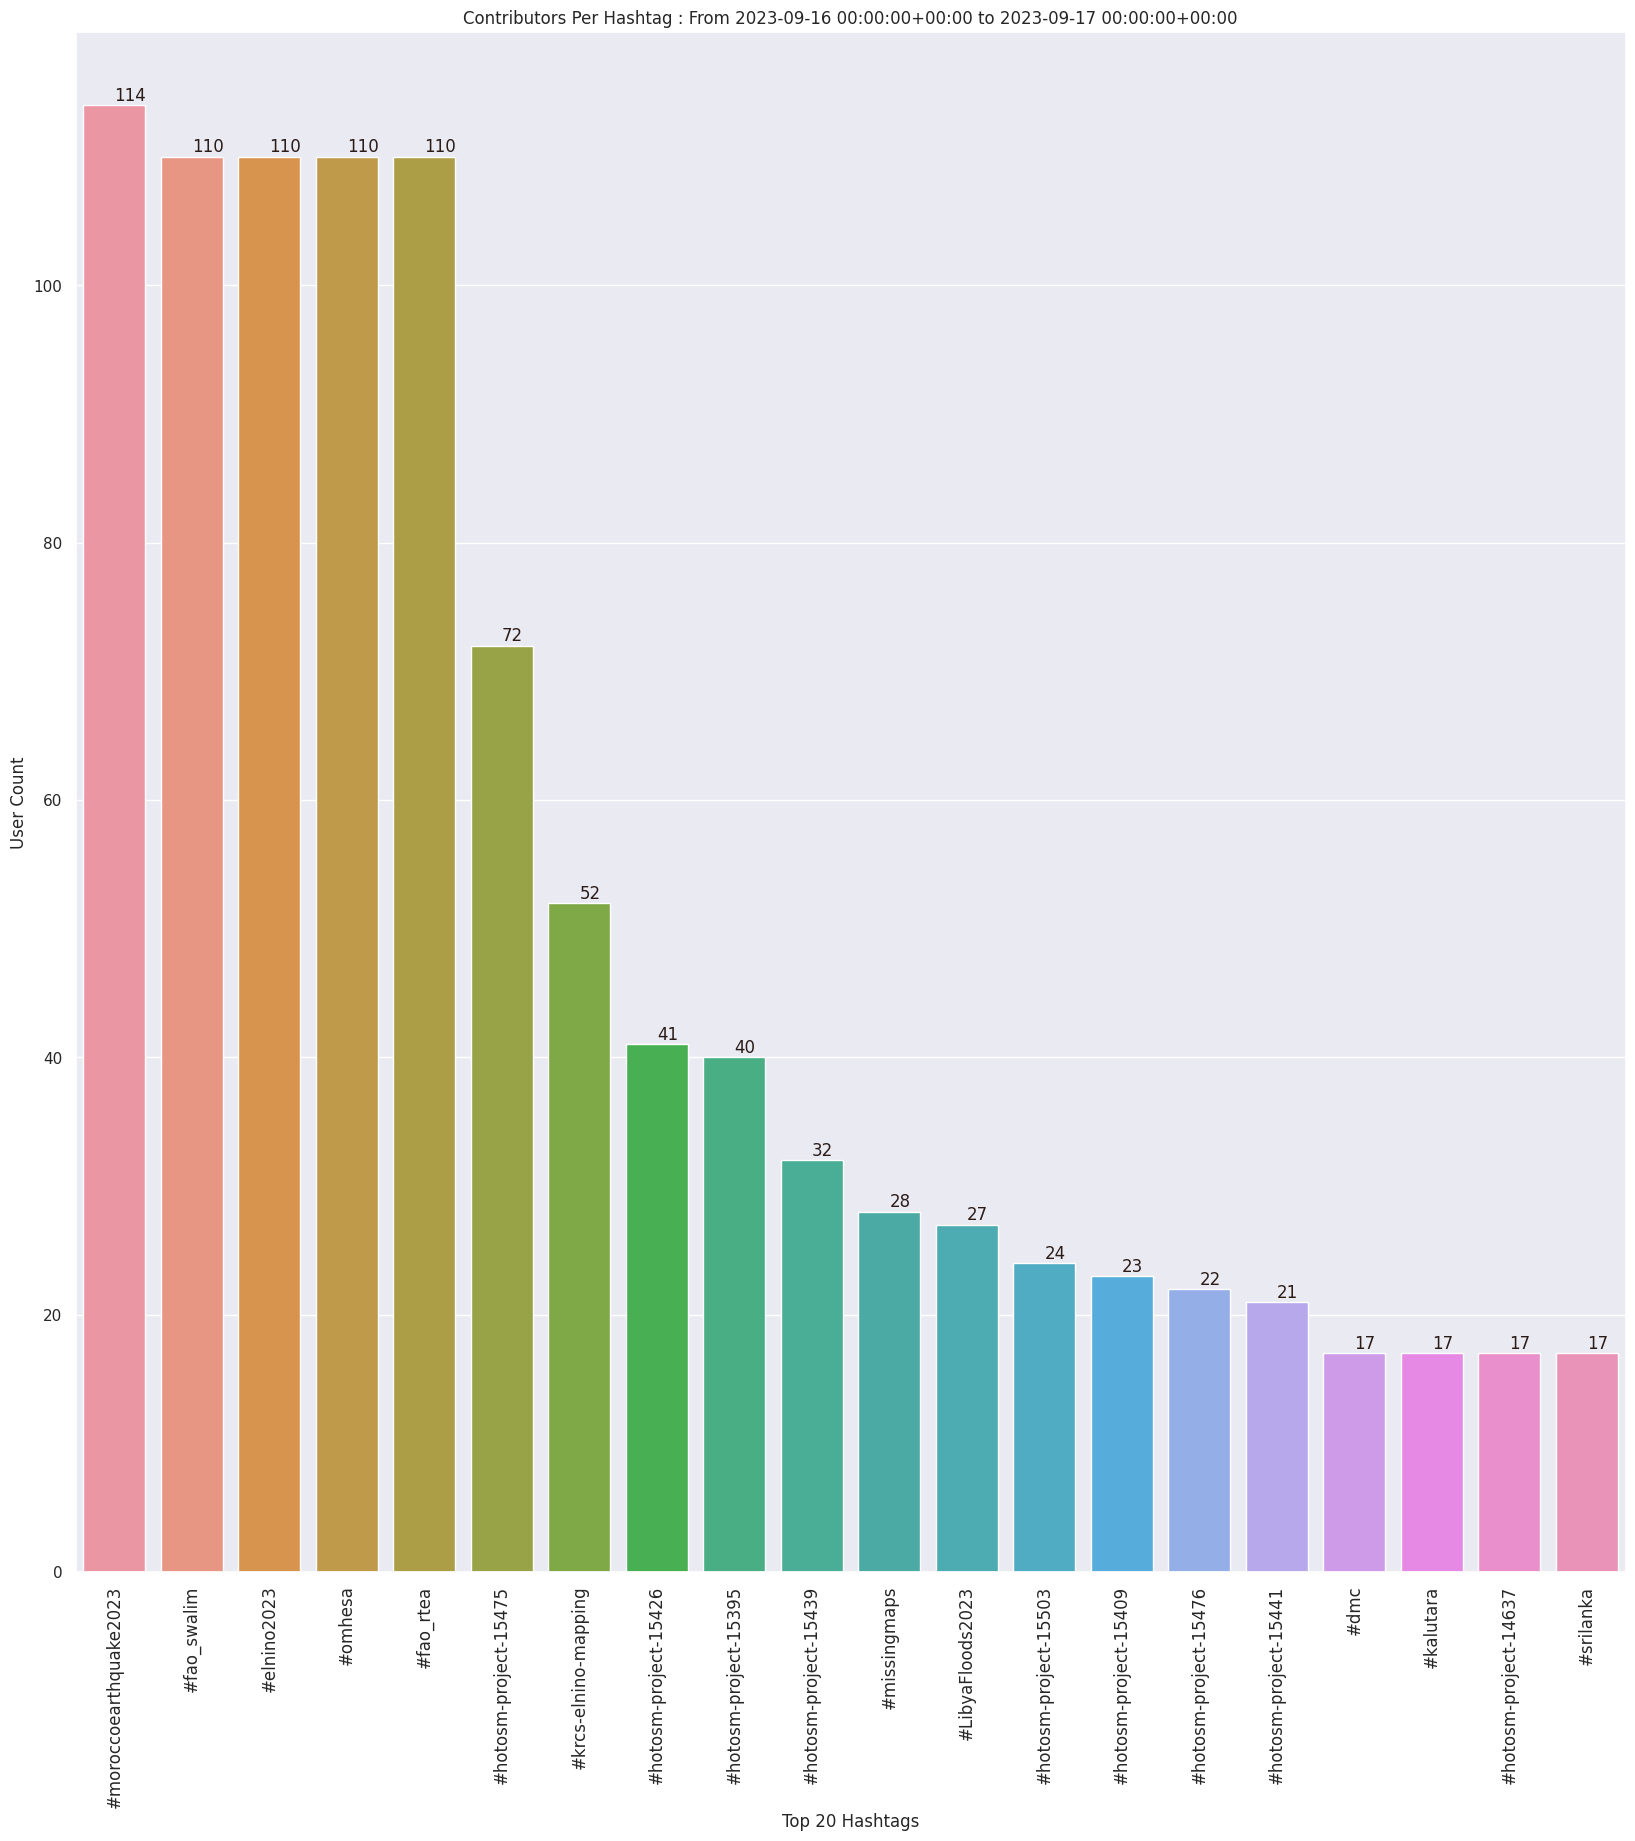 Contributors Per Hashtag : From 2023-09-16 00:00:00+00:00 to 2023-09-17 00:00:00+00:00
114
110
110
110
110
72
52
41
40
32
28
27
24
23
22
21
17
17
17
17
100
80
60
40
20
0
User Count
#moroccoearthquake2023
#fao_swalim
#elnino2023
#omhesa
#fao_rtea
#hotosm-project-15475
#krcs-elnino-mapping
#hotosm-project-15426
#hotosm-project-15395
#hotosm-project-15439
#missingmaps
#LibyaFloods2023
#hotosm-project-15503
#hotosm-project-15409
#hotosm-project-15476
#hotosm-project-15441
#dmc
#kalutara
#hotosm-project-14637
#srilanka
Top 20 Hashtags